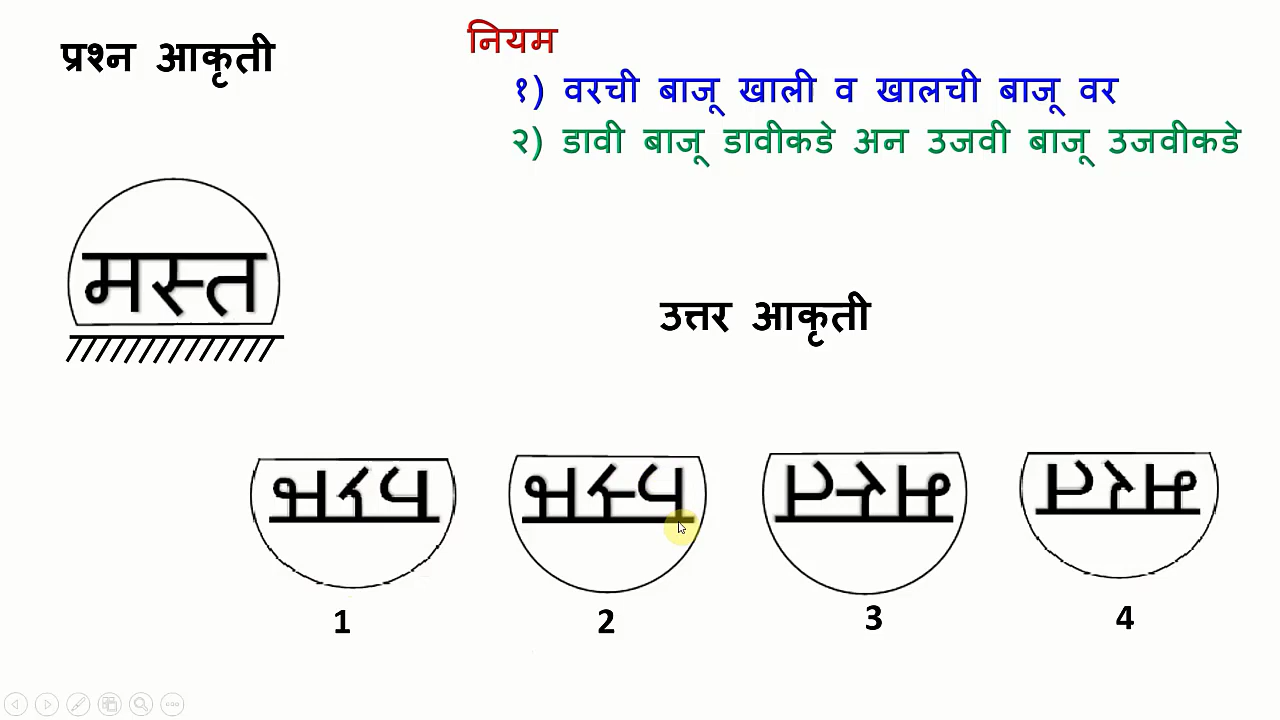 प्रश्न आकृती
नियम
१) वरची बाजू खाली व खालची बाजू वर
२) डावी बाजू डावीकडे अन उजवी बाजू उजवीकडे
मस्त
उत्तर आकृती
1 2 3 4